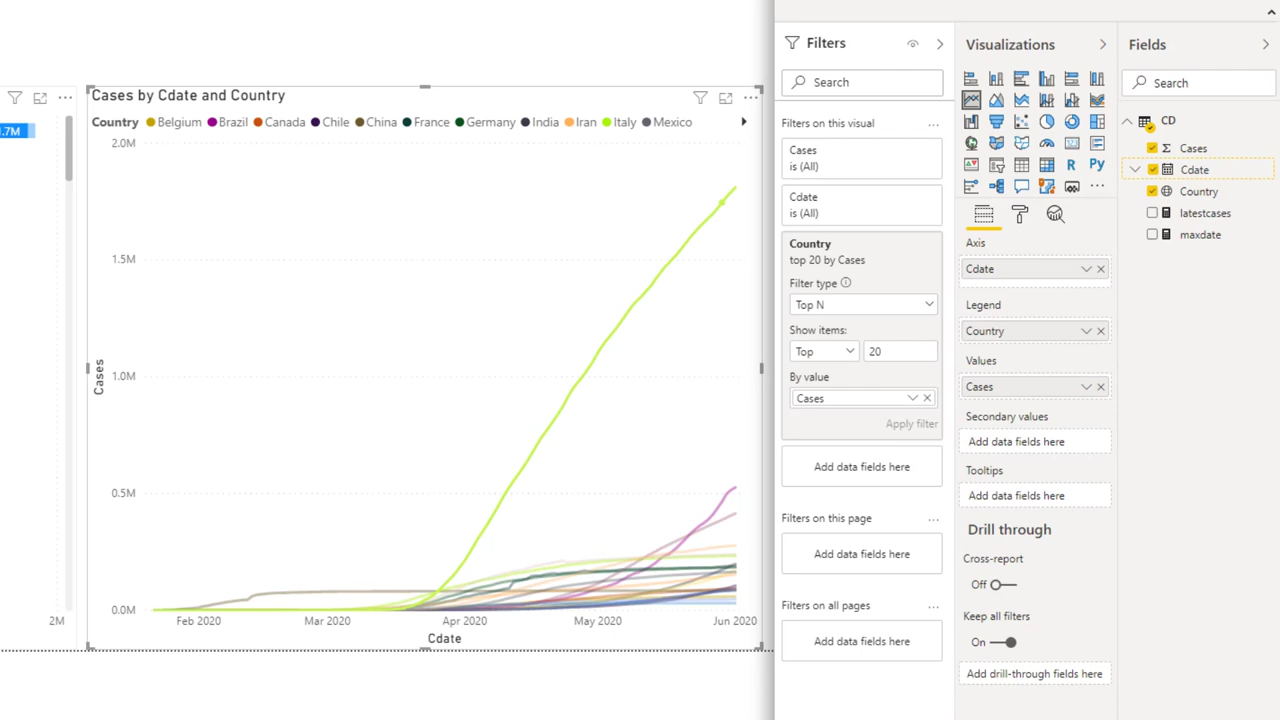 .7M
2M
Cases by Cdate and Country
Country Belgium Brazil Canada Chile China France Germany India Iran Italy Mexico
2.0M
1.5M
1.0M
0.5M
0.0M
Cases
Feb 2020 Mar 2020 Apr 2020 May 2020 Jun 2020
Cdate
Filters
Search
Filters on this visual
Cases
is (All)
Cdate
is (All)
Country
top 20 by Cases
Filter type
Top N
Show items:
Top 20
By value
Cases
Apply filter
Add data fields here
Filters on this page
Add data fields here
Filters on all pages
Add data fields here
Visualizations
R Py
Axis
Cdate
Legend
Country
Values
Cases
Secondary values
Add data fields here
Tooltips
Add data fields here
Drill through
Cross-report
Off
Keep all filters
On
Add drill-through fields here
Fields
Search
CD
Σ Cases
Cdate
Country
latestcases
maxdate